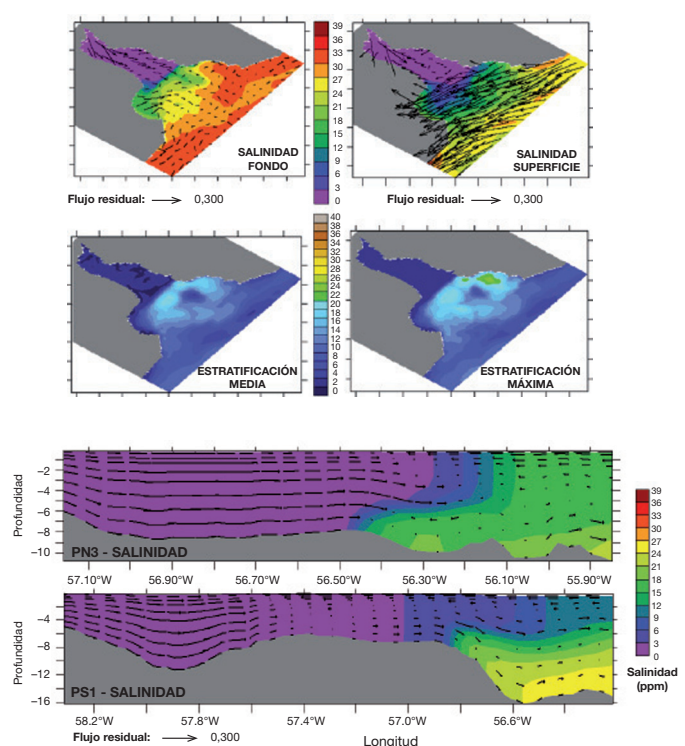 39
36
33
30
27
24
21
18
15
12
9
6
3
0
SALINIDAD
FONDO
SALINIDAD
SUPERFICIE
Flujo residual: 0,300
Flujo residual: 0,300
40
38
36
30
28
26
24
22
20
18
16
14
12
10
8
6
4
2
0
ESTRATIFICACIÓN
MEDIA
ESTRATIFICACIÓN
MÁXIMA
Profundidad
−2
−4
−6
−8
−10
PN3 - SALINIDAD
57.10°W 56.90°W 56.70°W 56.50°W 56.30°W 56.10°W 55.90°W
Profundidad
−4
−8
−12
−16
PS1 - SALINIDAD
58.2°W 57.8°W 57.4°W 57.0°W 56.6°W
Flujo residual: 0,300
Longitud
39
36
33
30
27
24
21
18
15
12
9
6
3
0
Salinidad
(ppm)